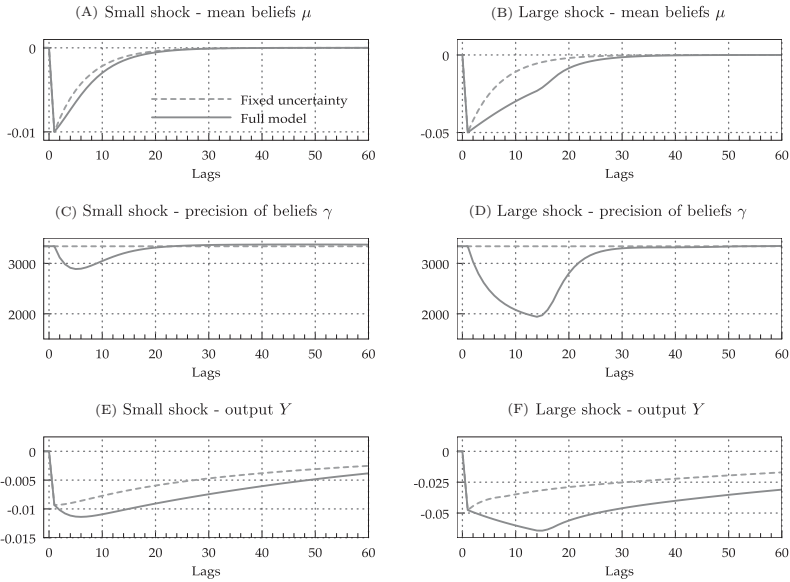 (A) Small shock - mean beliefs μ
0
-0.01
Fixed uncertainty
Full model
0 10 20 30 40 50 60
Lags
(B) Large shock - mean beliefs μ
0
-0.05
0 10 20 30 40 50 60
Lags
(C) Small shock - precision of beliefs γ
3000
2000
0 10 20 30 40 50 60
Lags
(D) Large shock - precision of beliefs γ
3000
2000
0 10 20 30 40 50 60
Lags
(E) Small shock - output Y
0
-0.005
-0.01
-0.015
0 10 20 30 40 50 60
Lags
(F) Large shock - output Y
0
-0.025
-0.05
0 10 20 30 40 50 60
Lags